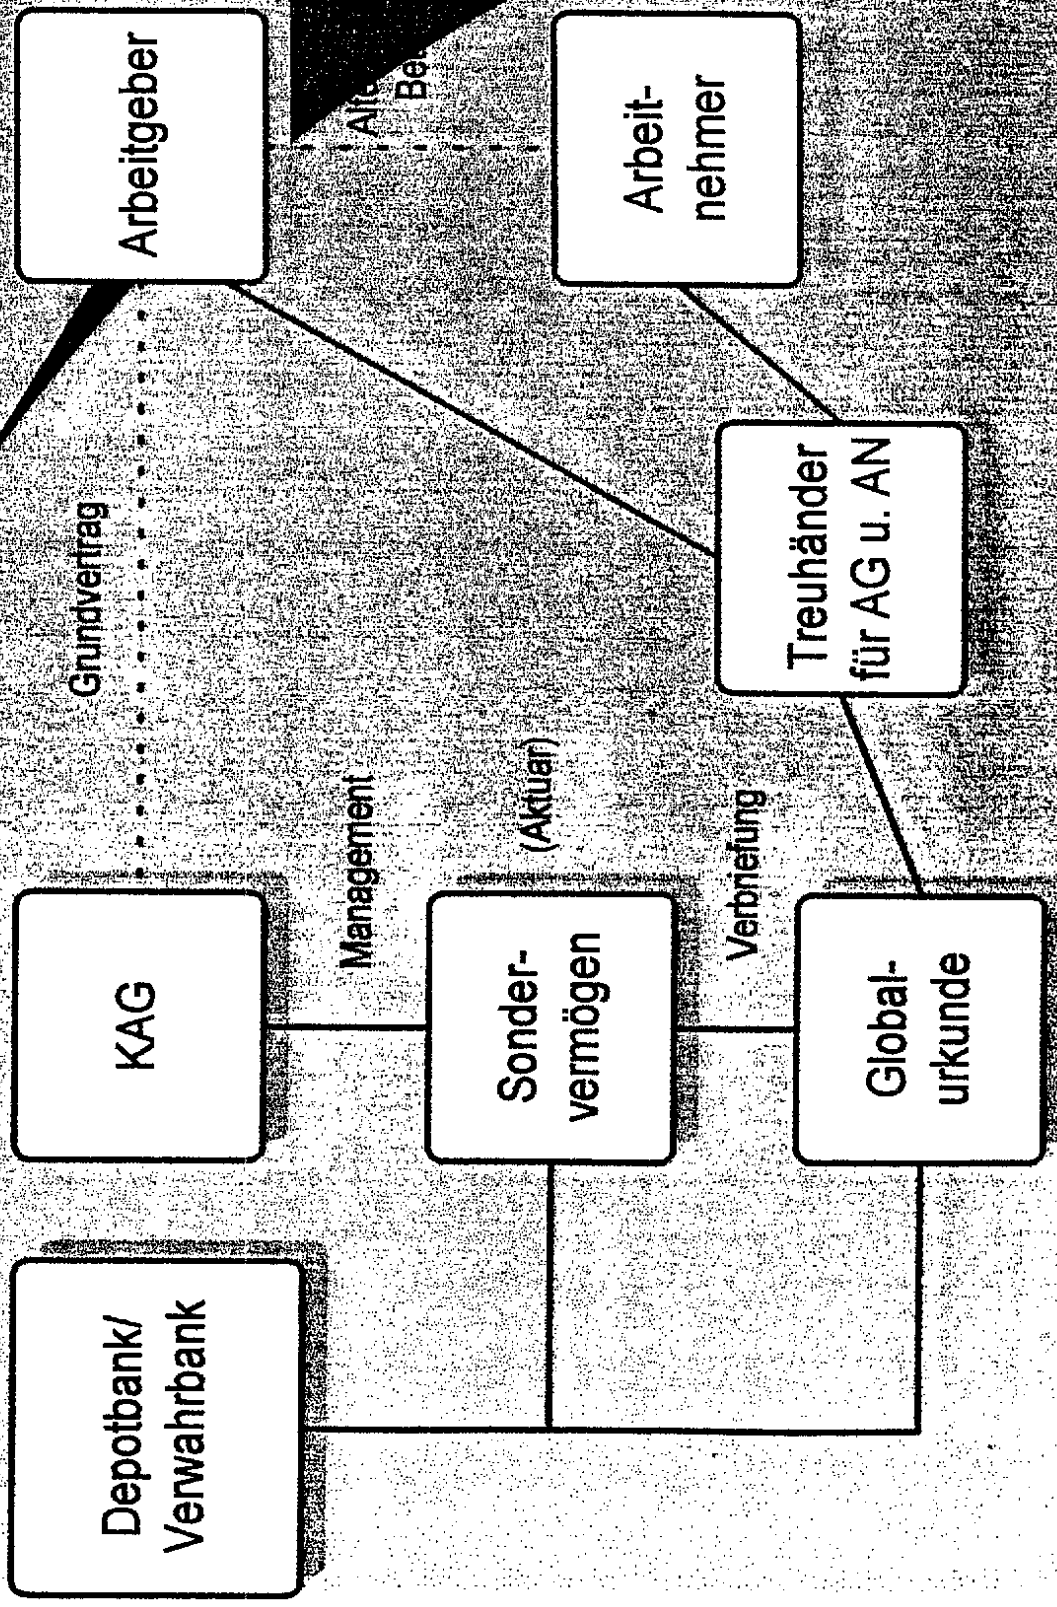 Depotbank/
Verwahrbank
KAG
Grundvertrag
Arbeitgeber
Management
Sonder-
vermögen
(Aktuar)
Verbriefung
Arbeit-
nehmer
Treuhänder
für AG u. AN
Global-
urkunde